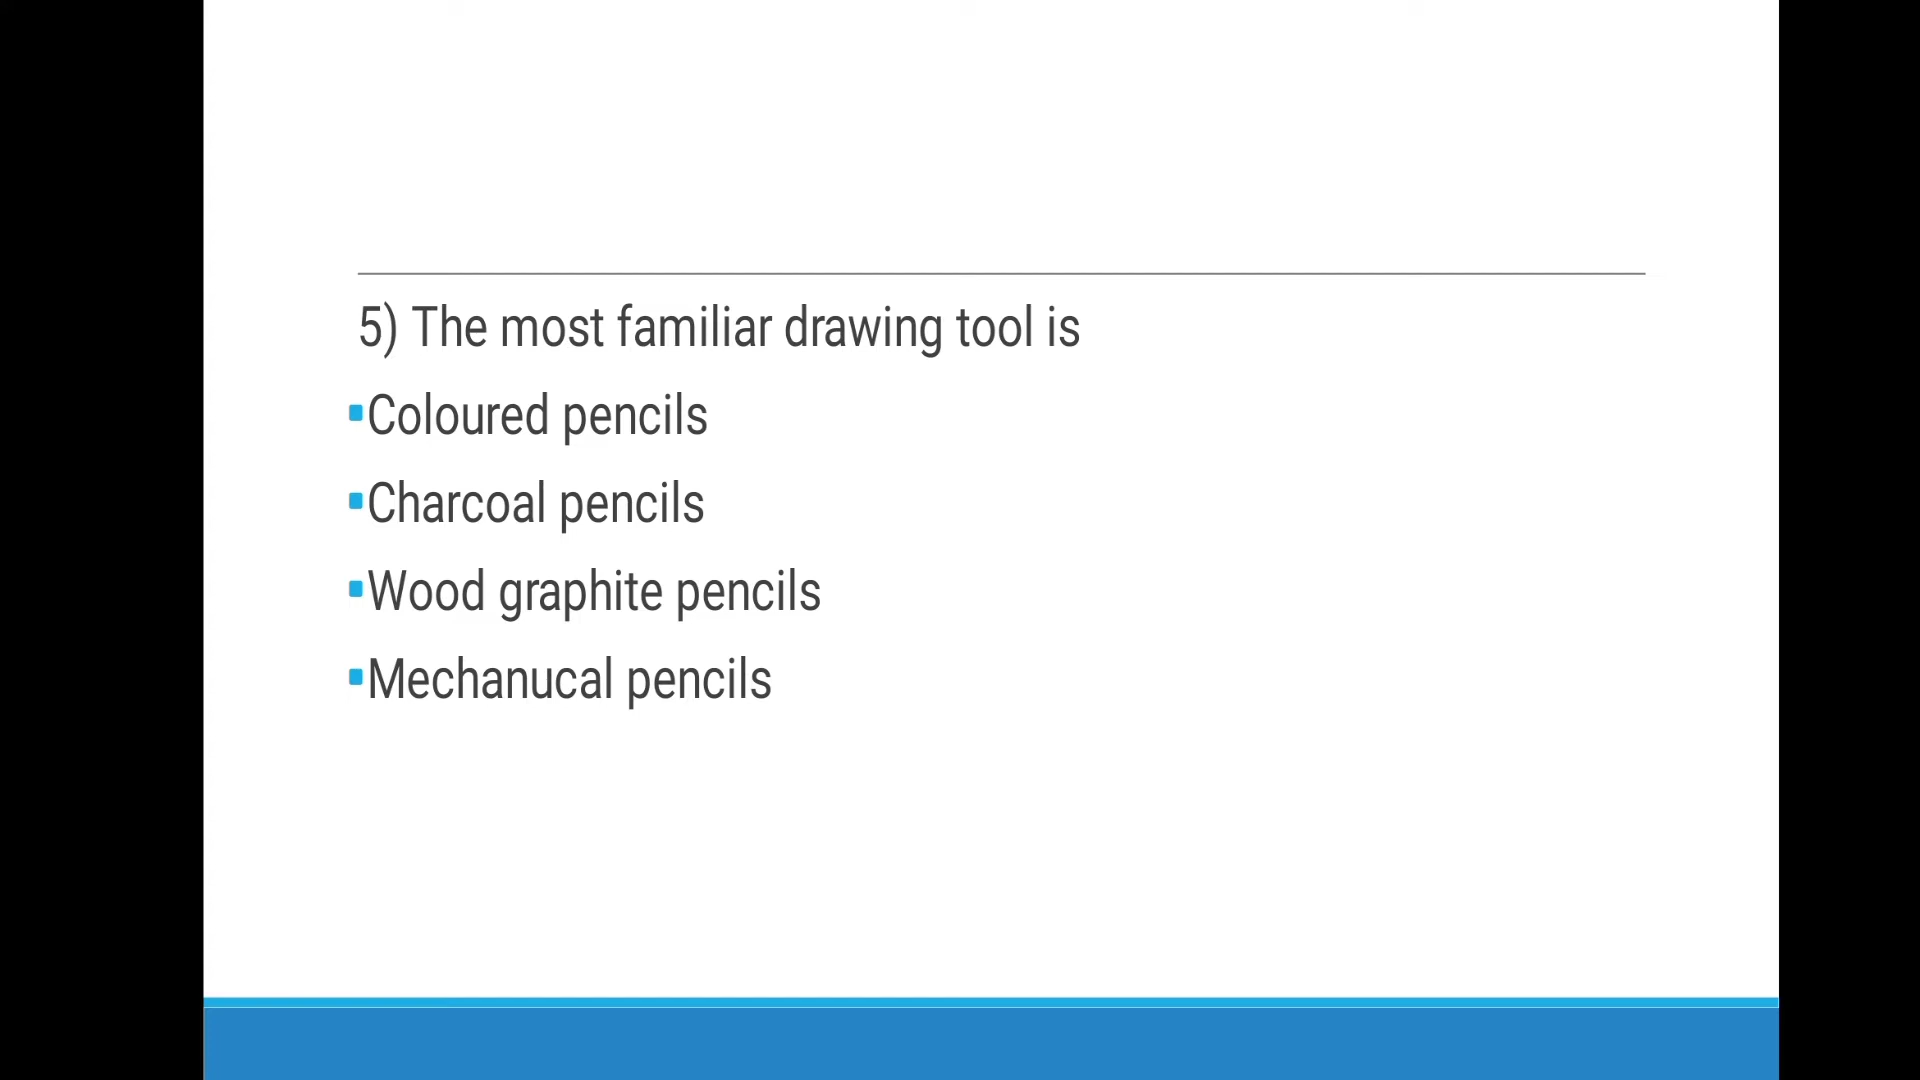 5) The most familiar drawing tool is
▪Coloured pencils
▪Charcoal pencils
▪Wood graphite pencils
▪Mechanucal pencils